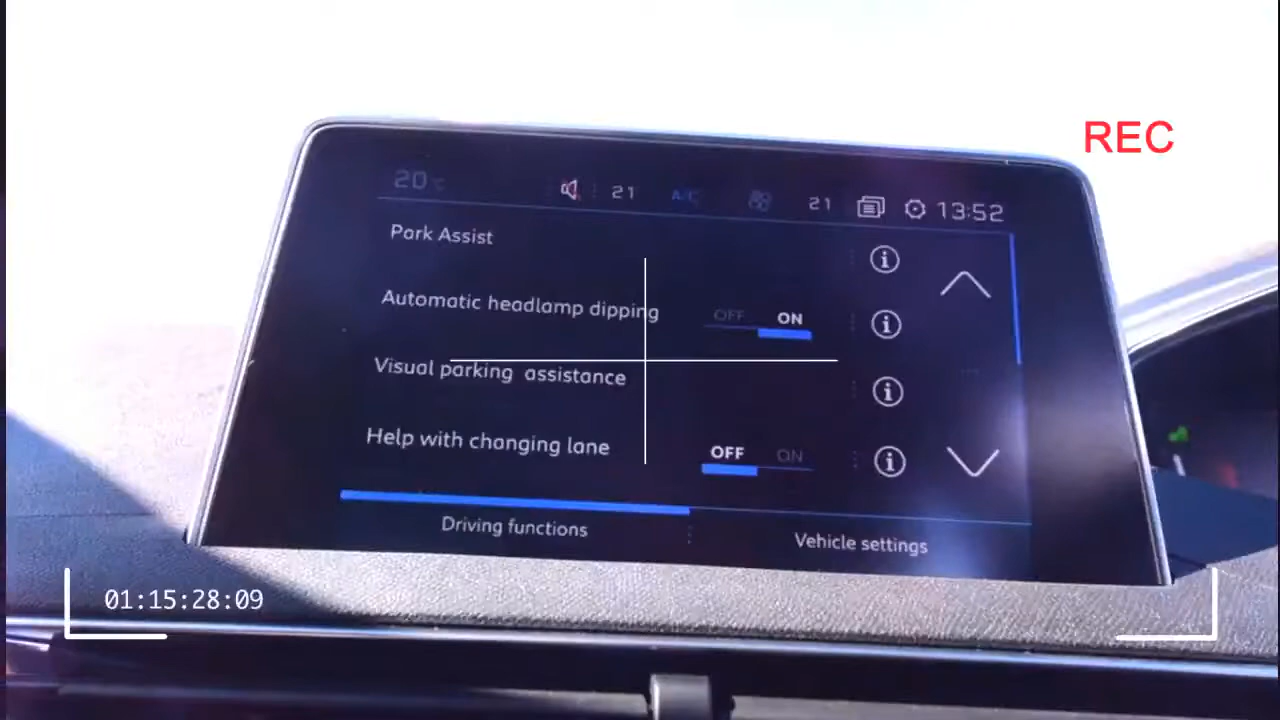 REC
20°C 21 A/C 21 13:52
Park Assist
Automatic headlamp dipping OFF ON
Visual parking assistance
Help with changing lane OFF ON
Driving functions Vehicle settings
01:15:28:09